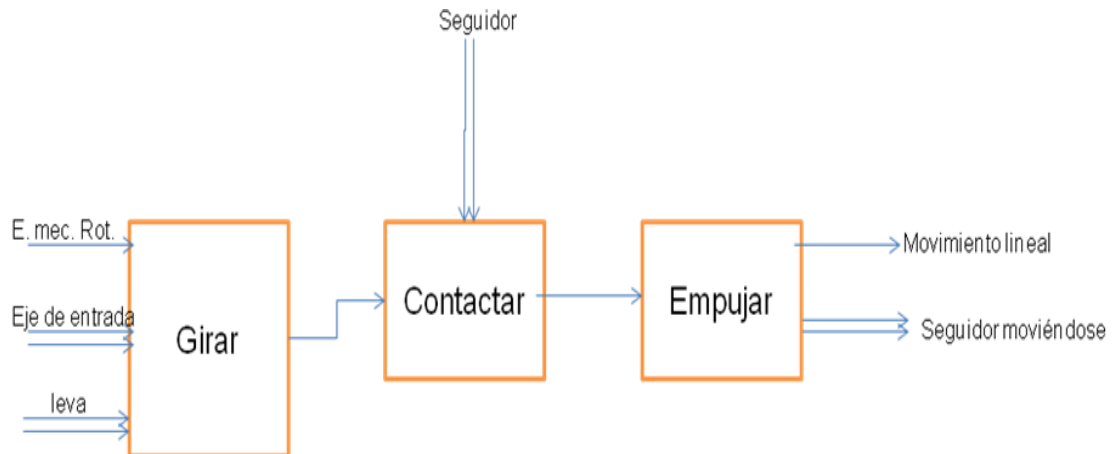 Seguidor
E. mec. Rot.
Eje de entrada
leva
Girar
Contactar
Empujar
Movimiento lineal
Seguidor moviéndose